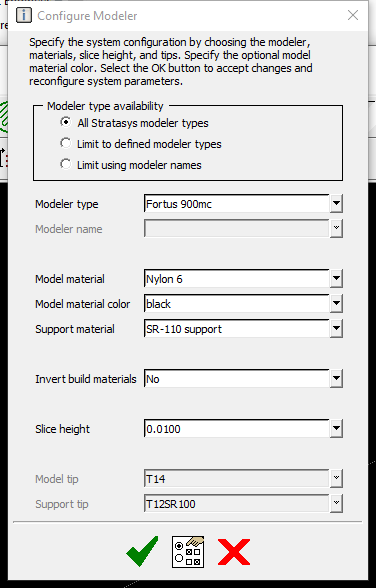 Configure Modeler
Specify the system configuration by choosing the modeler,
materials, slice height, and tips. Specify the optional model
material color. Select the OK button to accept changes and
reconfigure system parameters.
Modeler type availability
All Stratasys modeler types
Limit to defined modeler types
Limit using modeler names
Modeler type Fortus 900mc
Modeler name
Model material Nylon 6
Model material color black
Support material SR-110 support
Invert build materials No
Slice height 0.0100
Model tip T14
Support tip T12SR100